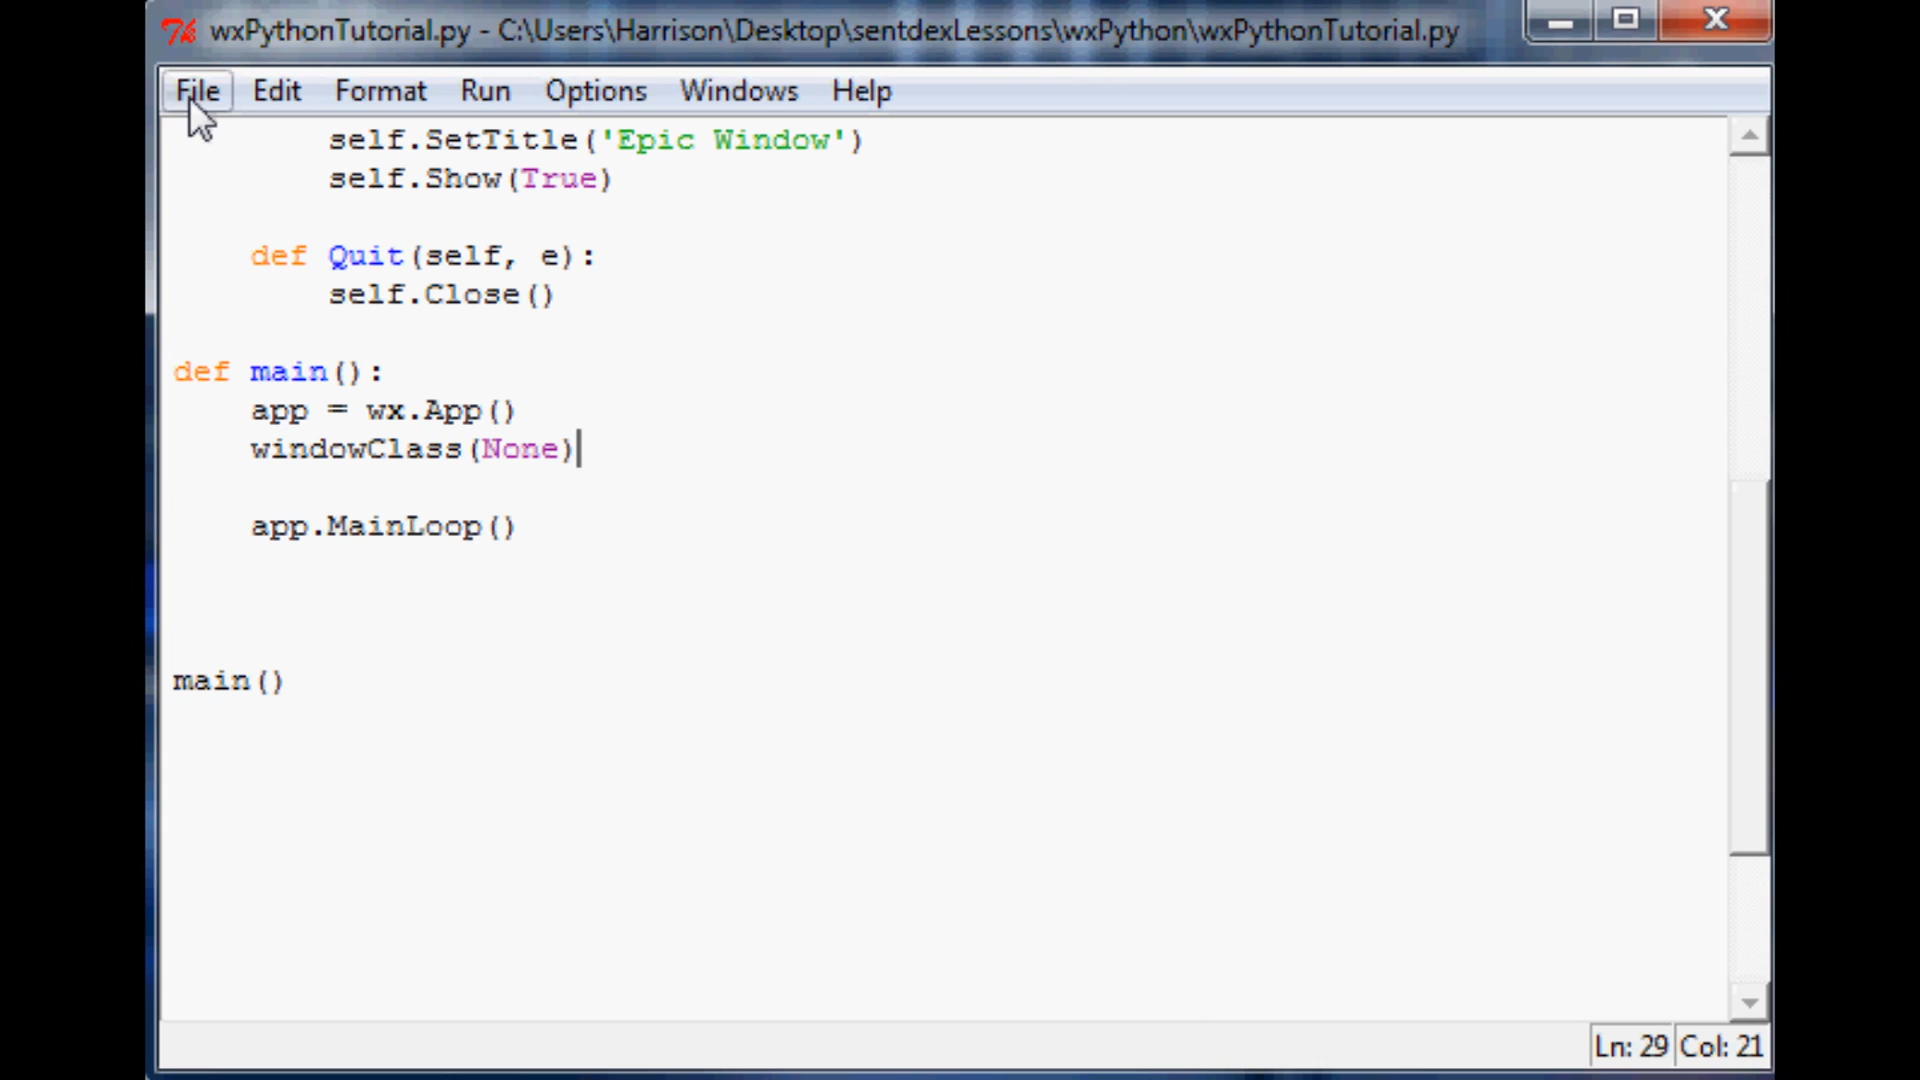 wxPythonTutorial.py - C:\Users\Harrison\Desktop\sentdexLessons\wxPython\wxPythonTutorial.py
File Edit Format Run Options Windows Help
self.SetTitle('Epic Window')
self.Show(True)
def Quit(self, e):
self.Close()
def main():
app = wx.App()
windowClass(None)
app.MainLoop()
main()
Ln: 29 Col: 21